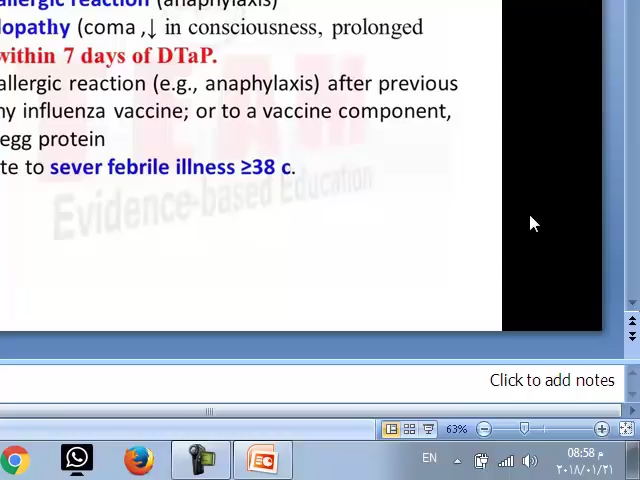 allergic reaction (anaphylaxis)
lopathy (coma ,↓ in consciousness, prolonged
within 7 days of DTaP.
allergic reaction (e.g., anaphylaxis) after previous
ny influenza vaccine; or to a vaccine component,
egg protein
te to sever febrile illness ≥38 c.
TEAM
Evidence-based Education
Click to add notes
63%
EN
08:58 م
٢٠١٨/٠١/٢١